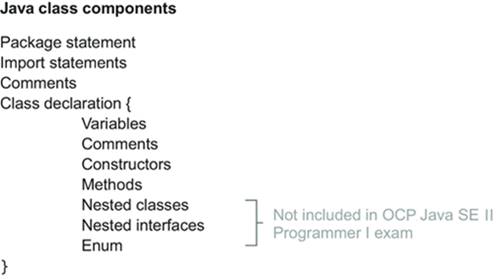 Java class components
Package statement
Import statements
Comments
Class declaration {
Variables
Comments
Constructors
Methods
Nested classes
Nested interfaces
Enum
Not included in OCP Java SE II
Programmer I exam
}